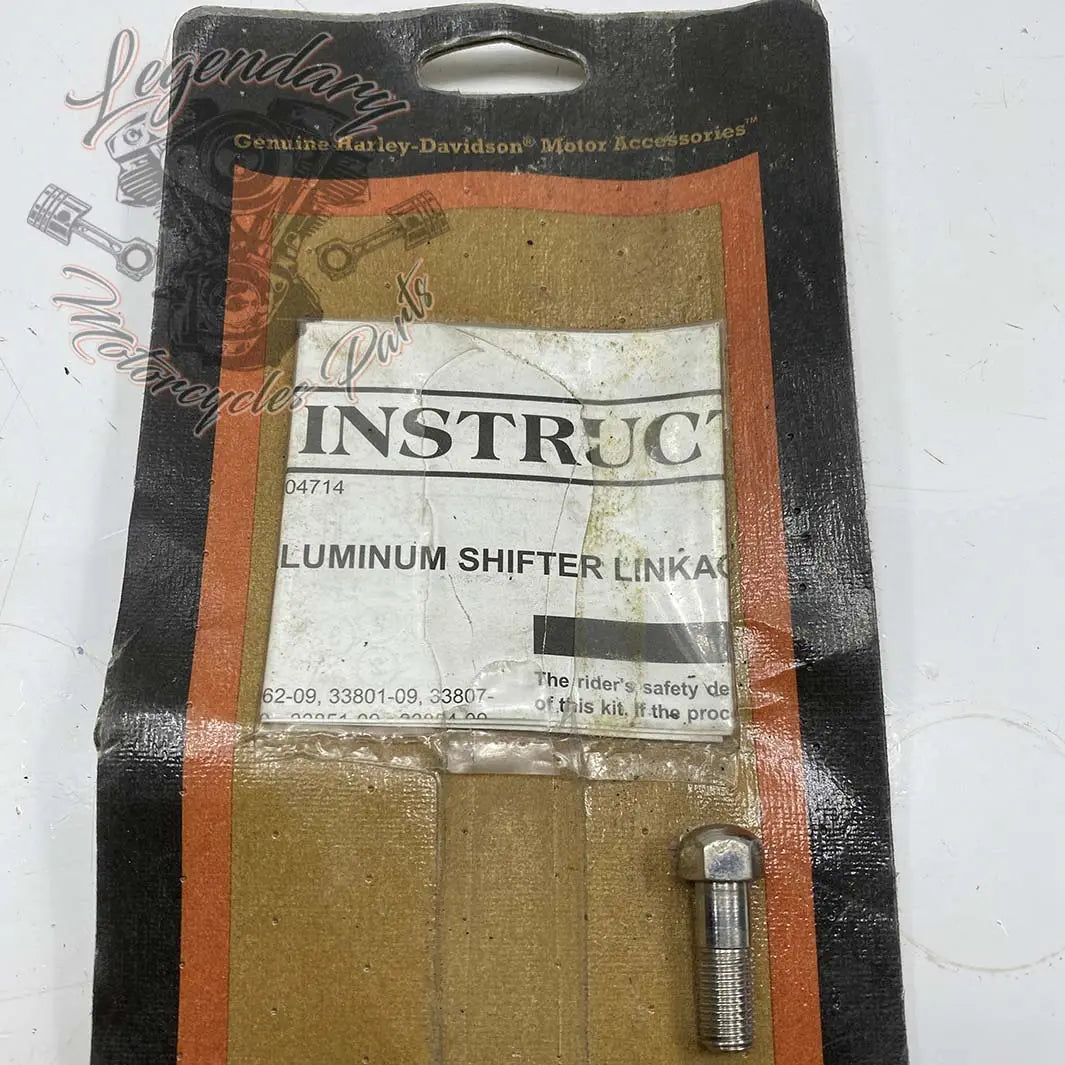 Legendary
Genuine Harley-Davidson® Motor Accessories™
Motorcycles Parts
INSTRUCT
04714
LUMINUM SHIFTER LINKAG
62-09, 33801-09, 33807-
The rider's safety de
of this kit. If the proc